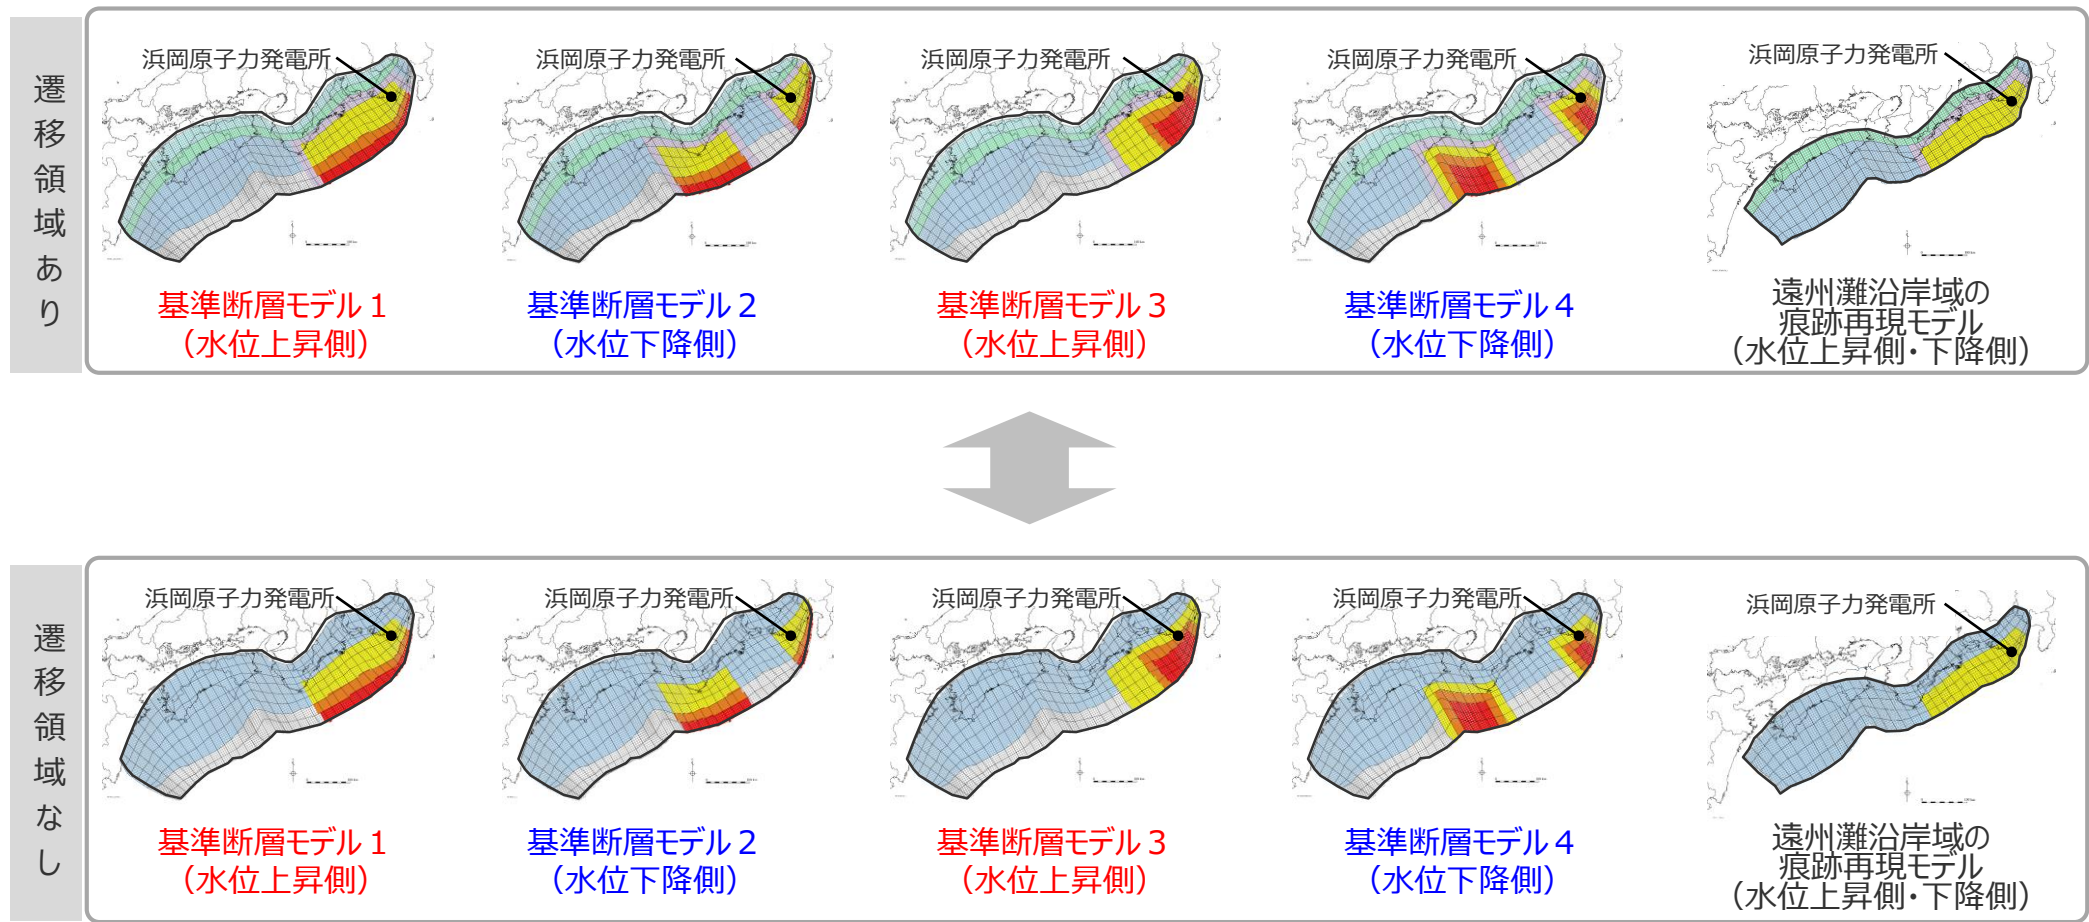 遷移領域あり
浜岡原子力発電所
浜岡原子力発電所
浜岡原子力発電所
浜岡原子力発電所
浜岡原子力発電所
基準断層モデル1
(水位上昇側)
基準断層モデル2
(水位下降側)
基準断層モデル3
(水位上昇側)
基準断層モデル4
(水位下降側)
遠州灘沿岸域の
痕跡再現モデル
(水位上昇側・下降側)
遷移領域なし
浜岡原子力発電所
浜岡原子力発電所
浜岡原子力発電所
浜岡原子力発電所
浜岡原子力発電所
基準断層モデル1
(水位上昇側)
基準断層モデル2
(水位下降側)
基準断層モデル3
(水位上昇側)
基準断層モデル4
(水位下降側)
遠州灘沿岸域の
痕跡再現モデル
(水位上昇側・下降側)